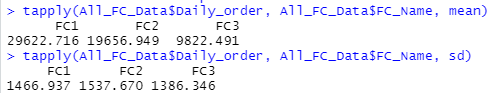 > tapply(All_FC_Data$Daily_order, All_FC_Data$FC_Name, mean)
FC1 FC2 FC3
29622.716 19656.949 9822.491
> tapply(All_FC_Data$Daily_order, All_FC_Data$FC_Name, sd)
FC1 FC2 FC3
1466.937 1537.670 1386.346